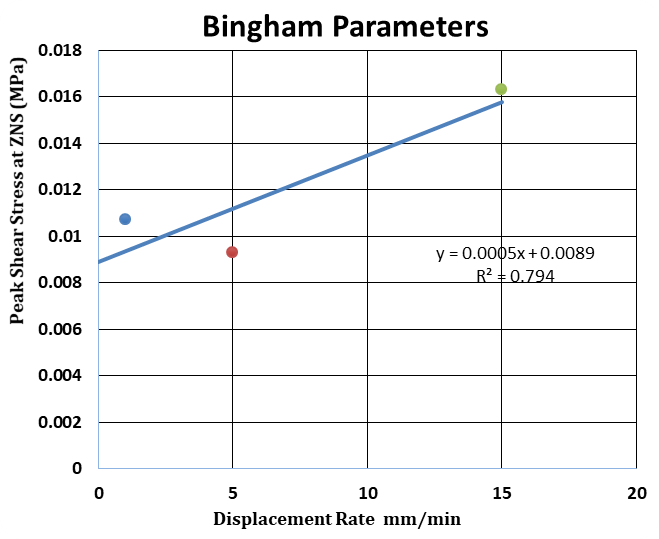 Bingham Parameters
Peak Shear Stress at ZNS (MPa)
0.018
0.016
0.014
0.012
0.01
0.008
0.006
0.004
0.002
0
y = 0.0005x + 0.0089
R² = 0.794
0 5 10 15 20
Displacement Rate mm/min